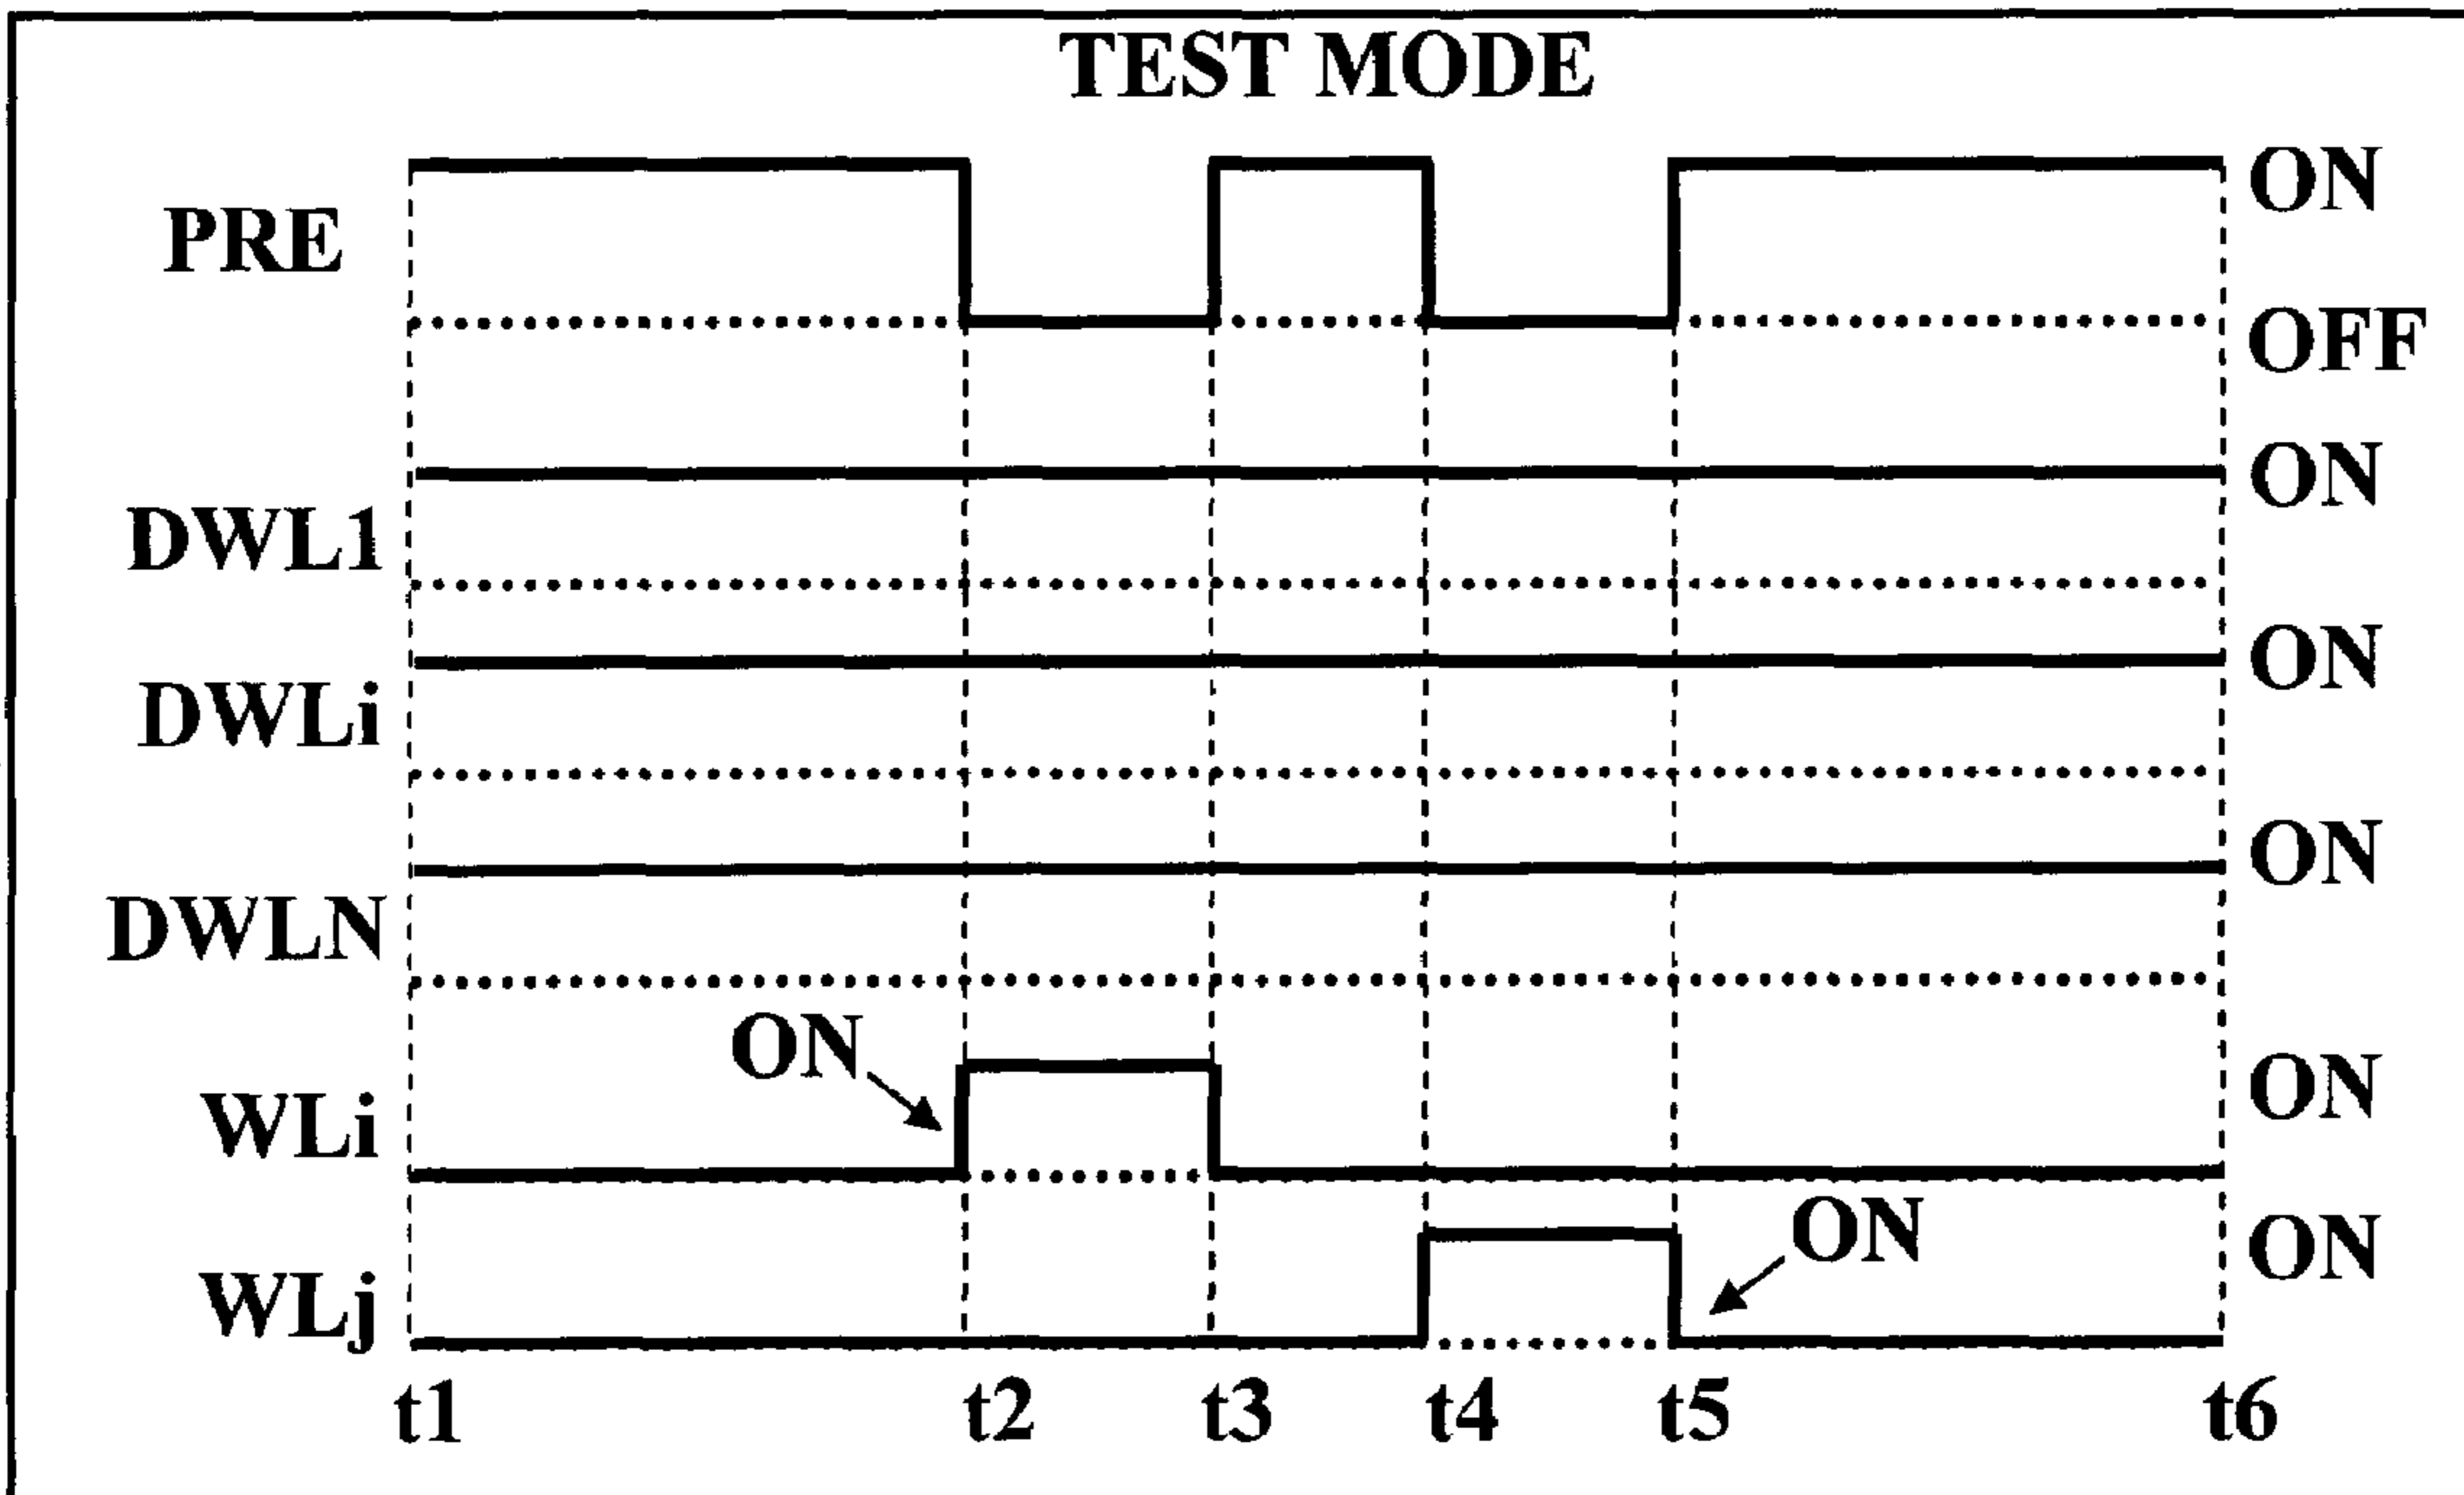 TEST MODE
PRE
ON
OFF
DWL1
ON
DWLi
ON
DWLN
ON
WLi
ON
ON
WLj
ON
ON
t1 t2 t3 t4 t5 t6